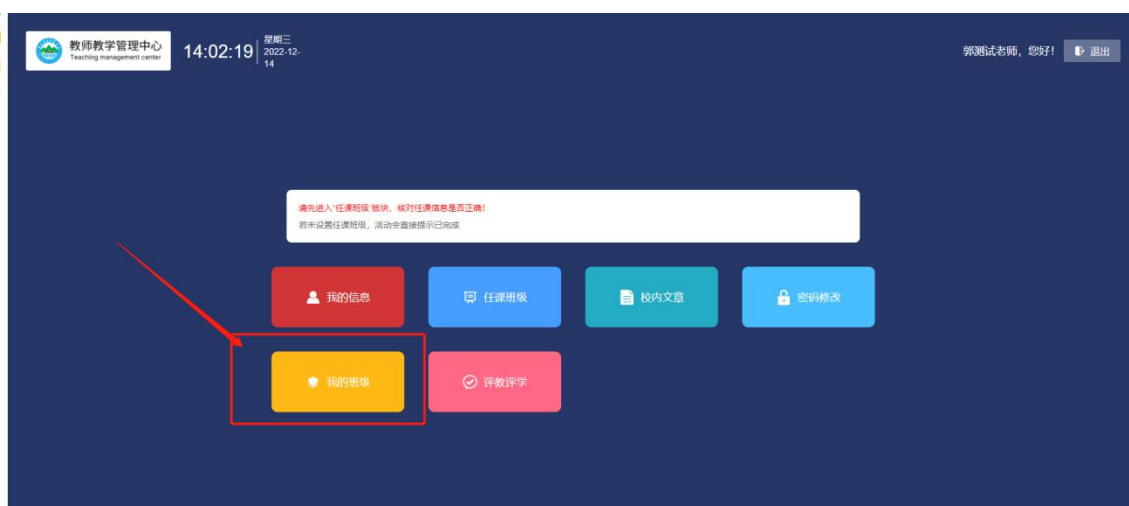 教师教学管理中心
Teaching management center
14:02:19
星期三
2022-12-
14
郭测试老师，您好!
退出
请先进入'任课班级'版块，核对任课信息是否正确!
若未设置任课班级，活动会直接提示已完成
我的信息
任课班级
校内文章
密码修改
我的班级
评教评学